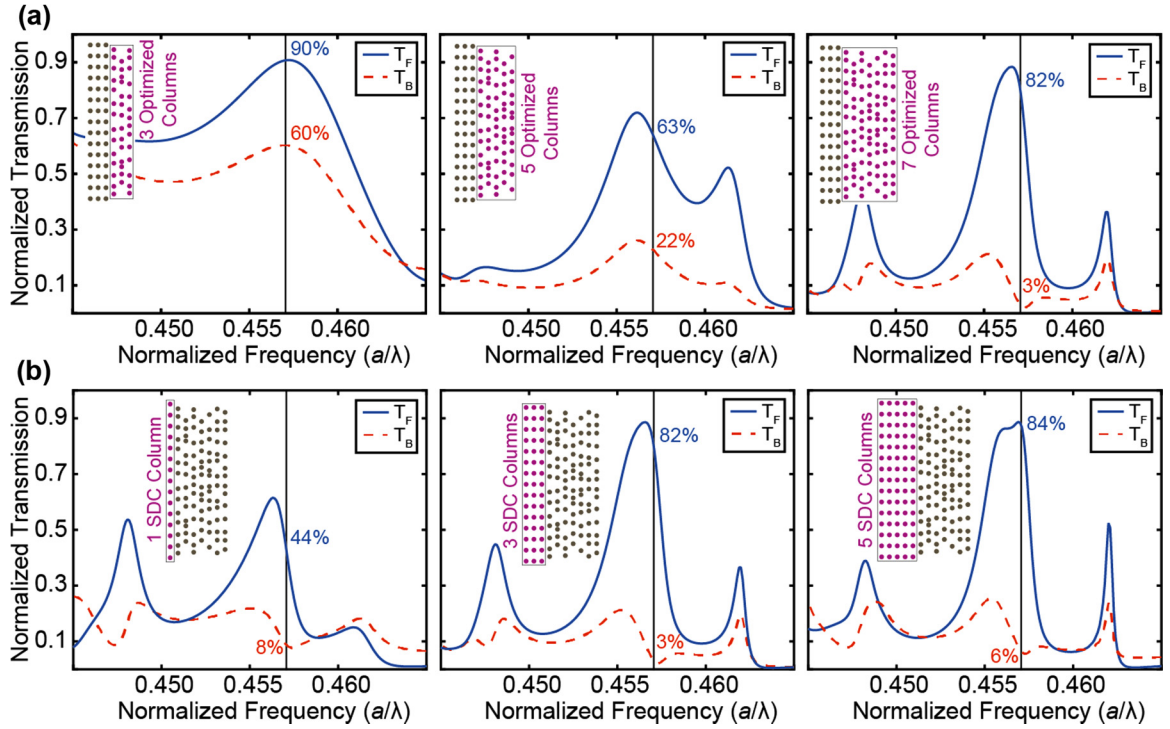 (a)
Normalized Transmission
0.9
0.7
0.5
0.3
0.1
3 Optimized
Columns
90%
60%
T_F
T_B
0.450
0.455
0.460
Normalized Frequency (a/λ)
5 Optimized
Columns
63%
22%
T_F
T_B
0.450
0.455
0.460
Normalized Frequency (a/λ)
7 Optimized
Columns
82%
3%
T_F
T_B
0.450
0.455
0.460
Normalized Frequency (a/λ)
(b)
Normalized Transmission
0.9
0.7
0.5
0.3
0.1
1 SDC Column
44%
8%
T_F
T_B
0.450
0.455
0.460
Normalized Frequency (a/λ)
3 SDC Columns
82%
3%
T_F
T_B
0.450
0.455
0.460
Normalized Frequency (a/λ)
5 SDC Columns
84%
6%
T_F
T_B
0.450
0.455
0.460
Normalized Frequency (a/λ)